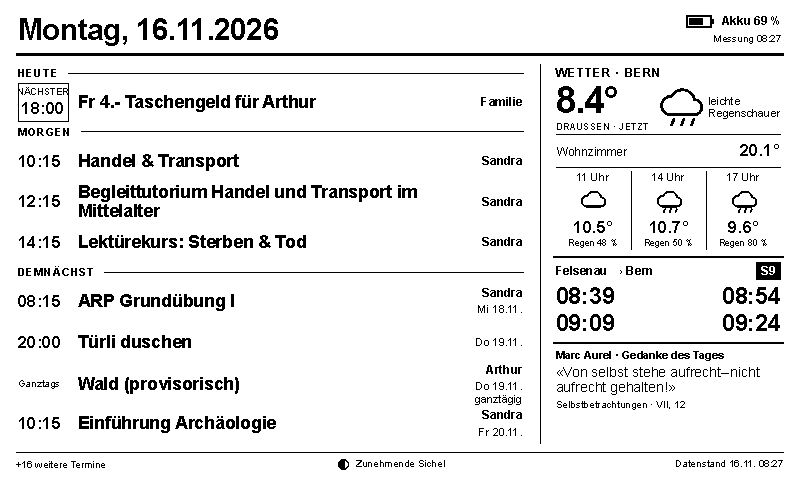 Montag, 16.11.2026
Akku 69 %
Messung 08:27
HEUTE
NÄCHSTER
18:00 Fr 4.- Taschengeld für Arthur Familie
MORGEN
10:15 Handel & Transport Sandra
12:15 Begleittutorium Handel und Transport im
Mittelalter Sandra
14:15 Lektürekurs: Sterben & Tod Sandra
DEMNÄCHST
08:15 ARP Grundübung I Sandra
Mi 18.11.
20:00 Türli duschen Do 19.11.
Ganztags Wald (provisorisch) Arthur
Do 19.11.
ganztägig
10:15 Einführung Archäologie Sandra
Fr 20.11.
WETTER · BERN
8.4°
leichte
Regenschauer
DRAUSSEN · JETZT
Wohnzimmer 20.1°
11 Uhr 14 Uhr 17 Uhr
10.5° 10.7° 9.6°
Regen 48 % Regen 50 % Regen 80 %
Felsenau › Bern S9
08:39 08:54
09:09 09:24
Marc Aurel · Gedanke des Tages
«Von selbst stehe aufrecht–nicht
aufrecht gehalten!»
Selbstbetrachtungen · VII, 12
+16 weitere Termine
Zunehmende Sichel
Datenstand 16.11. 08:27